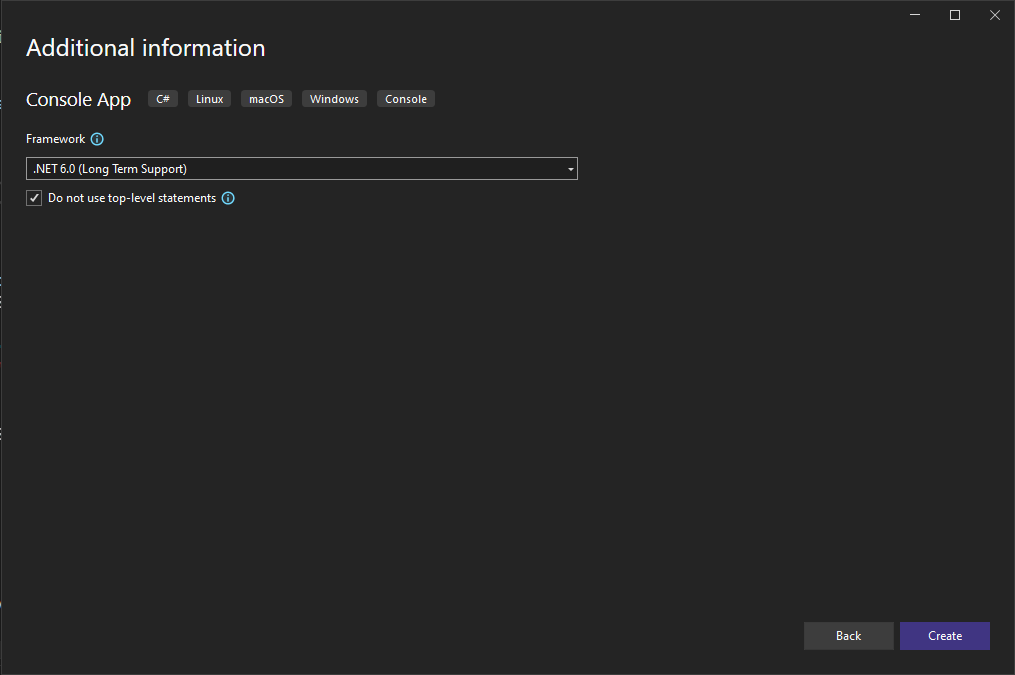 Additional information
Console App C# Linux macOS Windows Console
Framework
.NET 6.0 (Long Term Support)
Do not use top-level statements
Back Create